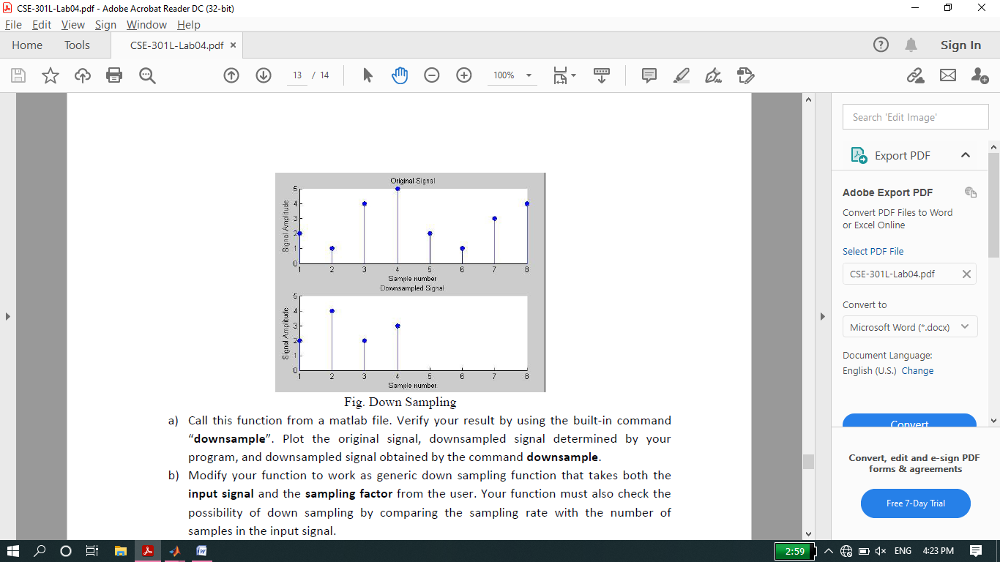 CSE-301L-Lab04.pdf - Adobe Acrobat Reader DC (32-bit)
File Edit View Sign Window Help
Home Tools CSE-301L-Lab04.pdf × Sign In
13 / 14 100%
Original Signal
Signal Amplitude
5
4
3
2
1
0
1 2 3 4 5 6 7 8
Sample number
Downsampled Signal
Signal Amplitude
5
4
3
2
1
0
1 2 3 4 5 6 7 8
Sample number
Fig. Down Sampling
a) Call this function from a matlab file. Verify your result by using the built-in command
“downsample”. Plot the original signal, downsampled signal determined by your
program, and downsampled signal obtained by the command downsample.
b) Modify your function to work as generic down sampling function that takes both the
input signal and the sampling factor from the user. Your function must also check the
possibility of down sampling by comparing the sampling rate with the number of
samples in the input signal.
Search 'Edit Image'
Export PDF
Adobe Export PDF
Convert PDF Files to Word
or Excel Online
Select PDF File
CSE-301L-Lab04.pdf
Convert to
Microsoft Word (*.docx)
Document Language:
English (U.S.) Change
Convert
Convert, edit and e-sign PDF
forms & agreements
Free 7-Day Trial
2:59 ENG 4:23 PM